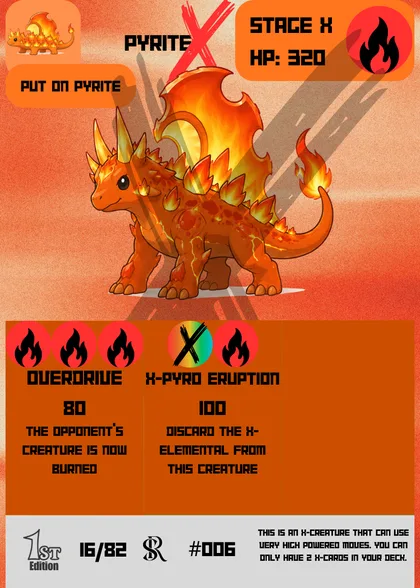 PYRITE X
STAGE X
HP: 320
PUT ON PYRITE
X
OVERDRIVE
X-PYRO ERUPTION
80
100
THE OPPONENT'S
CREATURE IS NOW
BURNED
DISCARD THE X-
ELEMENTAL FROM
THIS CREATURE
1ST
Edition
16/82
SR
#006
THIS IS AN X-CREATURE THAT CAN USE
VERY HIGH POWERED MOVES. YOU CAN
ONLY HAVE 2 X-CARDS IN YOUR DECK.